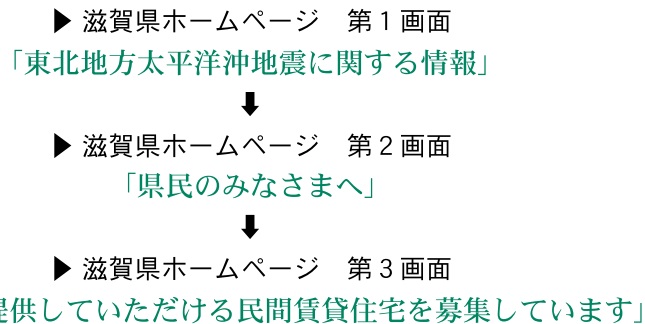 ▶ 滋賀県ホームページ　第１画面
「東北地方太平洋沖地震に関する情報」
⬇
▶ 滋賀県ホームページ　第２画面
「県民のみなさまへ」
⬇
▶ 滋賀県ホームページ　第３画面
提供していただける民間賃貸住宅を募集しています」